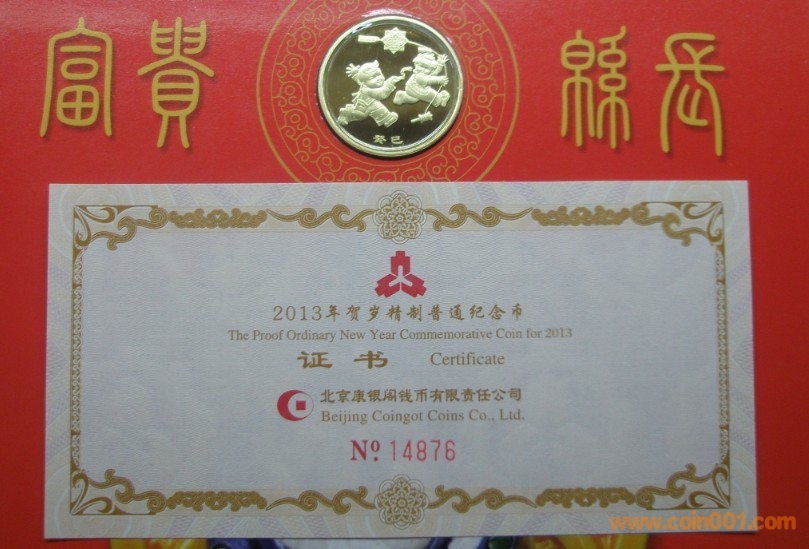 富貴 緜長
癸巳
2013年贺岁精制普通纪念币
The Proof Ordinary New Year Commemorative Coin for 2013
证书 Certificate
北京康银阁钱币有限责任公司
Beijing Coingot Coins Co., Ltd.
Nº 14876
www.coin001.com